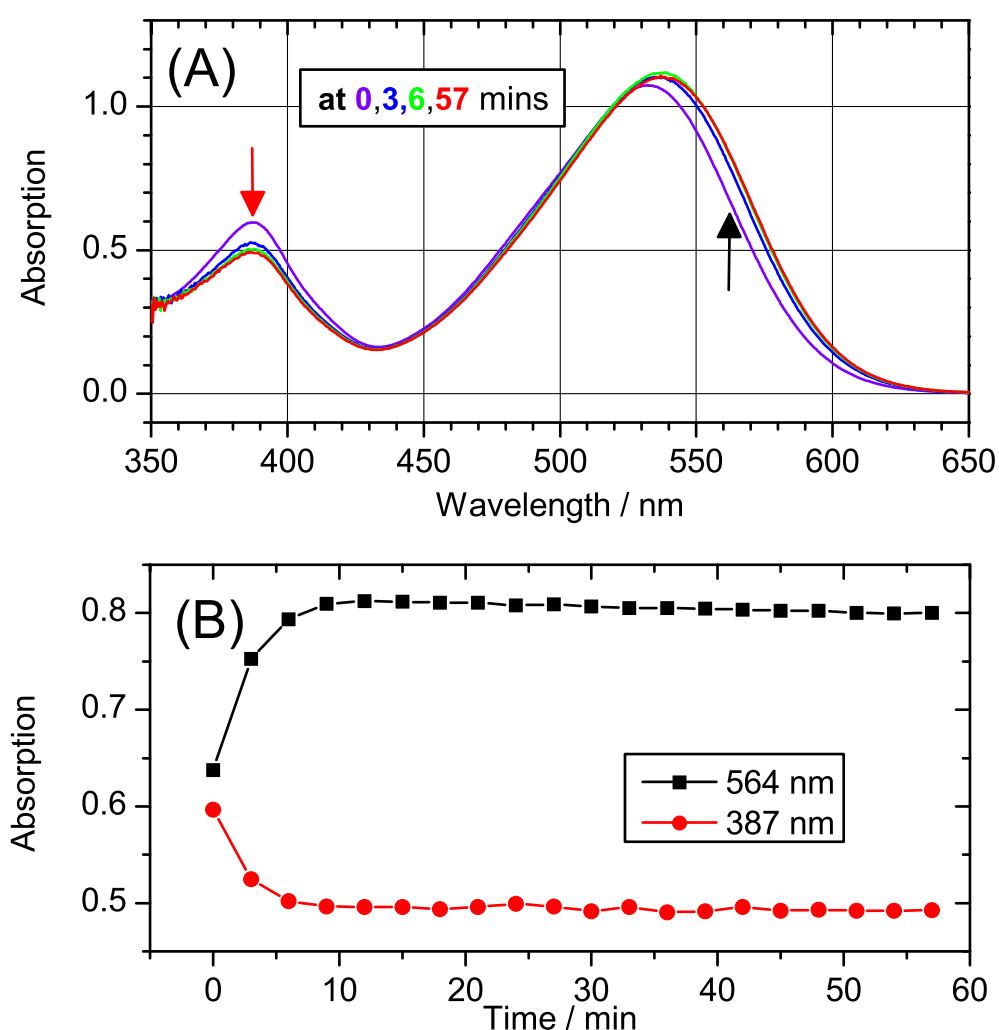 (A)
at 0,3,6,57 mins
1.0
0.5
0.0
Absorption
350 400 450 500 550 600 650
Wavelength / nm
(B)
0.8
0.7
0.6
0.5
Absorption
564 nm
387 nm
0 10 20 30 40 50 60
Time / min